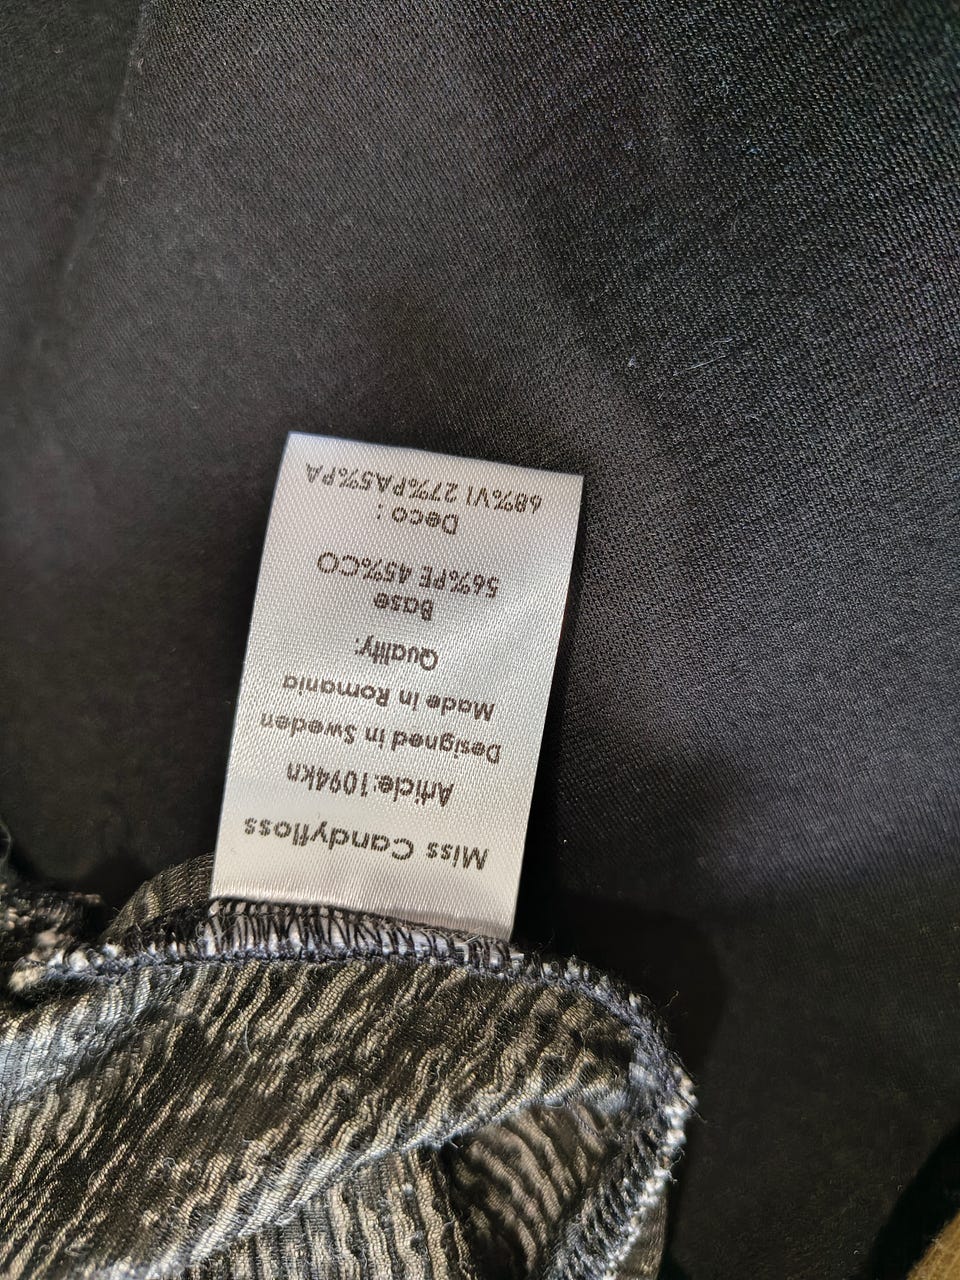 Miss Candyfloss
Article:1094kn
Designed in Sweden
Made in Romania
Quality:
Base
56%PE 45%CO
Deco :
68%VI 27%PA5%PA